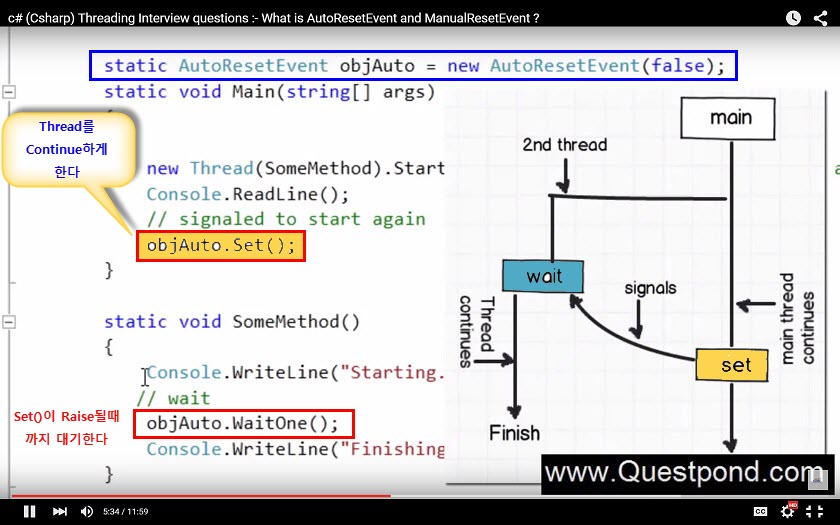 c# (Csharp) Threading Interview questions :- What is AutoResetEvent and ManualResetEvent ?
static AutoResetEvent objAuto = new AutoResetEvent(false);
static void Main(string[] args)
Thread를
Continue하게
한다
new Thread(SomeMethod).Start
Console.ReadLine();
// signaled to start again
objAuto.Set();
}
static void SomeMethod()
{
Console.WriteLine("Starting.
// wait
Set()이 Raise될때
까지 대기한다
objAuto.WaitOne();
Console.WriteLine("Finishing
}
main
2nd thread
wait
signals
Thread
continues
main thread
continues
set
Finish
www.Questpond.com
5:34 / 11:59
CC
HD